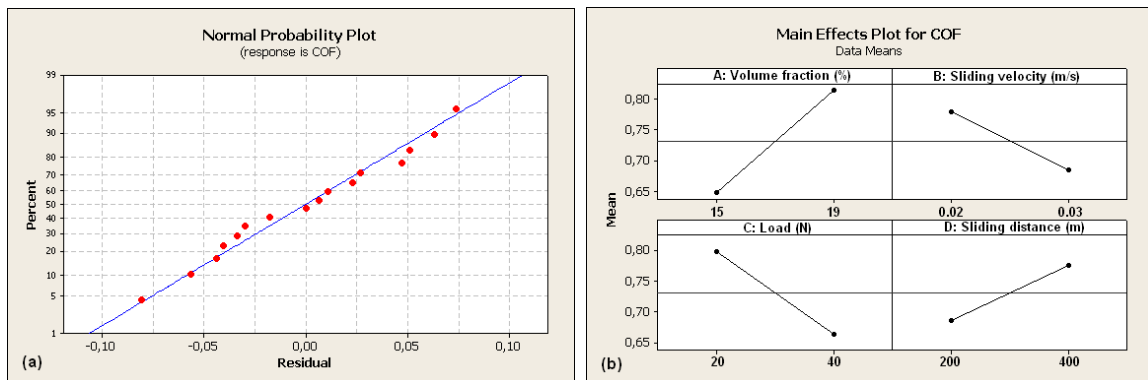 Normal Probability Plot
(response is COF)
Percent
99
95
90
80
70
60
50
40
30
20
10
5
1
-0,10
-0,05
0,00
0,05
0,10
Residual
(a)
Main Effects Plot for COF
Data Means
A: Volume fraction (%)
B: Sliding velocity (m/s)
Mean
0,80
0,75
0,70
0,65
15
19
0.02
0.03
C: Load (N)
D: Sliding distance (m)
0,80
0,75
0,70
0,65
20
40
200
400
(b)